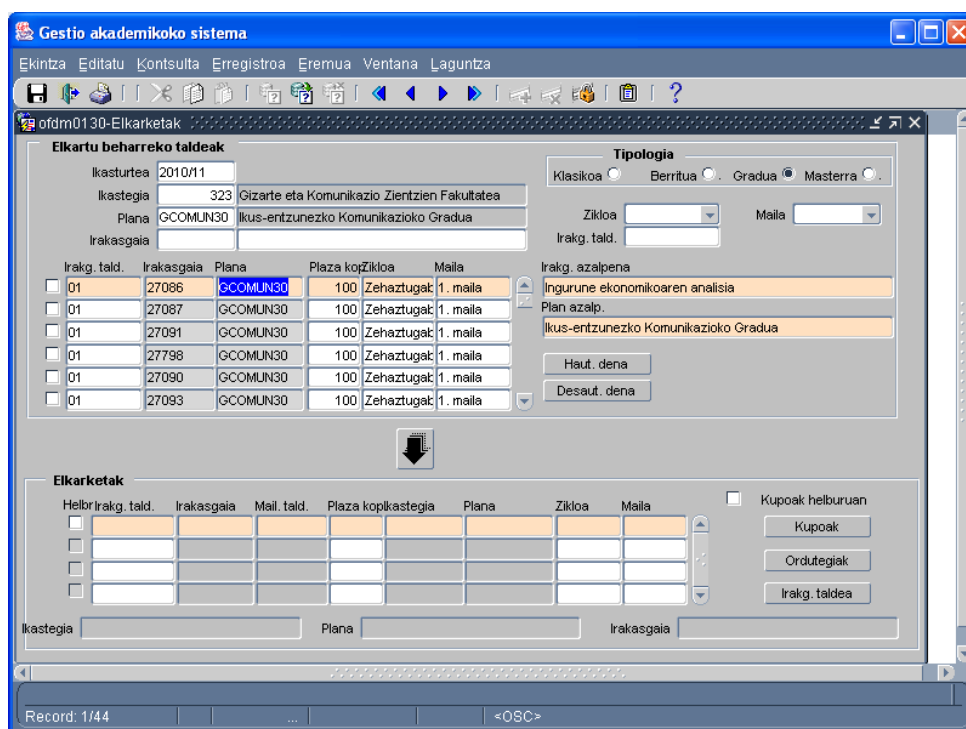 Gestio akademikoko sistema
Ekintza Editatu Kontsulta Erregistroa Eremua Ventana Laguntza
ofdm0130-Elkarketak
Elkartu beharreko taldeak
Tipologia
Ikasturtea 2010/11
Klasikoa Berritua . Gradua Masterra .
Ikastegia 323 Gizarte eta Komunikazio Zientzien Fakultatea
Plana GCOMUN30 Ikus-entzunezko Komunikazioko Gradua
Zikloa Maila
Irakasgaia
Irakg. tald.
Irakg. tald. Irakasgaia Plana Plaza kop Zikloa Maila
Irakg. azalpena
01 27086 GCOMUN30 100 Zehaztugab 1. maila
Ingurune ekonomikoaren analisia
01 27087 GCOMUN30 100 Zehaztugab 1. maila
Plan azalp.
01 27091 GCOMUN30 100 Zehaztugab 1. maila
Ikus-entzunezko Komunikazioko Gradua
01 27798 GCOMUN30 100 Zehaztugab 1. maila
Haut. dena
01 27090 GCOMUN30 100 Zehaztugab 1. maila
Desaut. dena
01 27093 GCOMUN30 100 Zehaztugab 1. maila
Elkarketak
Helbr Irakg. tald. Irakasgaia Mail. tald. Plaza kop Ikastegia Plana Zikloa Maila
Kupoak helburuan
Kupoak
Ordutegiak
Irakg. taldea
Ikastegia Plana Irakasgaia
Record: 1/44 ... <OSC>